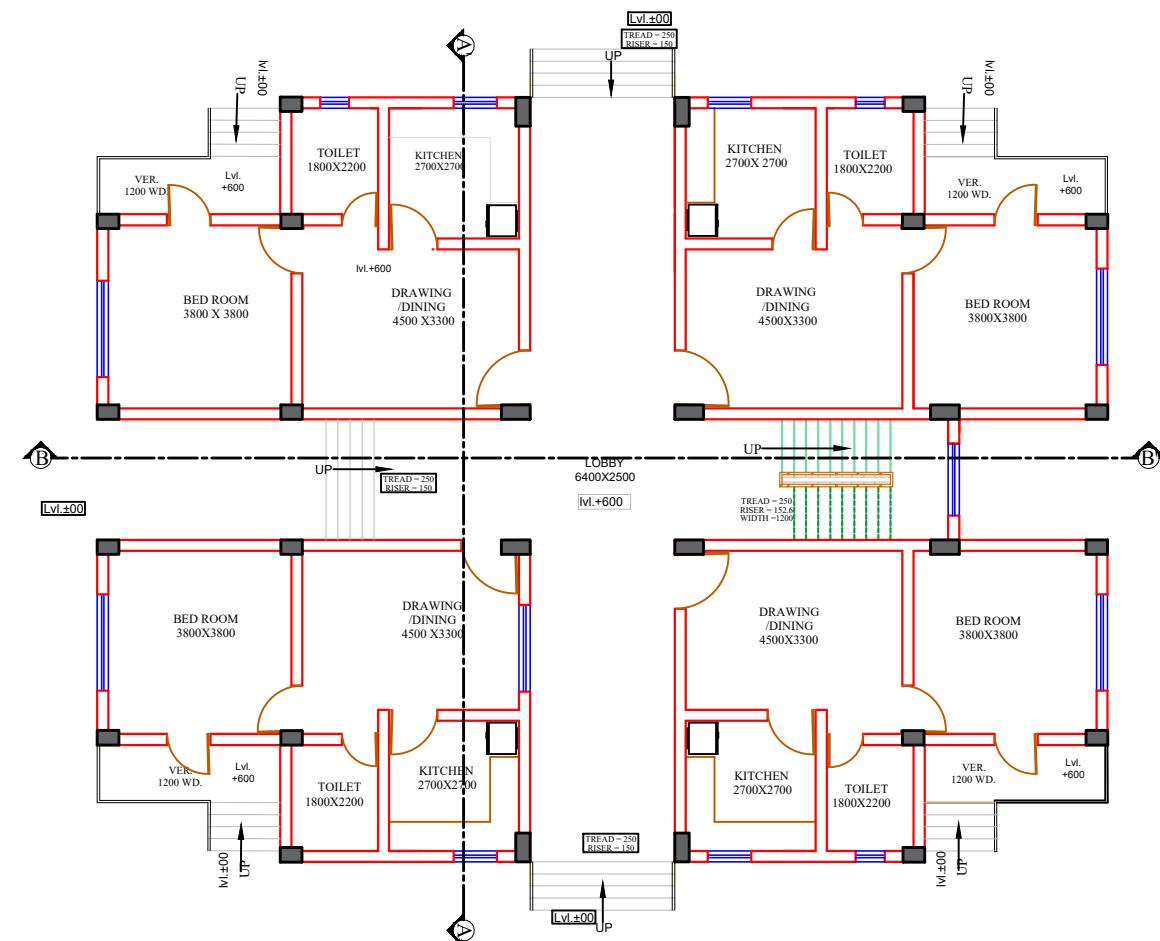 Lvl.±00
TREAD = 250
RISER = 150
UP
A
lvl.±00
UP
lvl.±00
UP
TOILET
1800X2200
KITCHEN
2700X2700
KITCHEN
2700X 2700
TOILET
1800X2200
VER.
1200 WD.
Lvl.
+600
VER.
1200 WD.
Lvl.
+600
lvl.+600
BED ROOM
3800 X 3800
DRAWING
/DINING
4500 X3300
DRAWING
/DINING
4500X3300
BED ROOM
3800X3800
B
UP
TREAD = 250
RISER = 150
LOBBY
6400X2500
lvl.+600
UP
B'
Lvl.±00
TREAD = 250
RISER = 152.6
WIDTH =1200
BED ROOM
3800X3800
DRAWING
/DINING
4500 X3300
DRAWING
/DINING
4500X3300
BED ROOM
3800X3800
VER.
1200 WD.
Lvl.
+600
TOILET
1800X2200
KITCHEN
2700X2700
KITCHEN
2700X2700
TOILET
1800X2200
VER.
1200 WD.
Lvl.
+600
TREAD = 250
RISER = 150
lvl.±00
UP
lvl.±00
UP
Lvl.±00
UP
A'